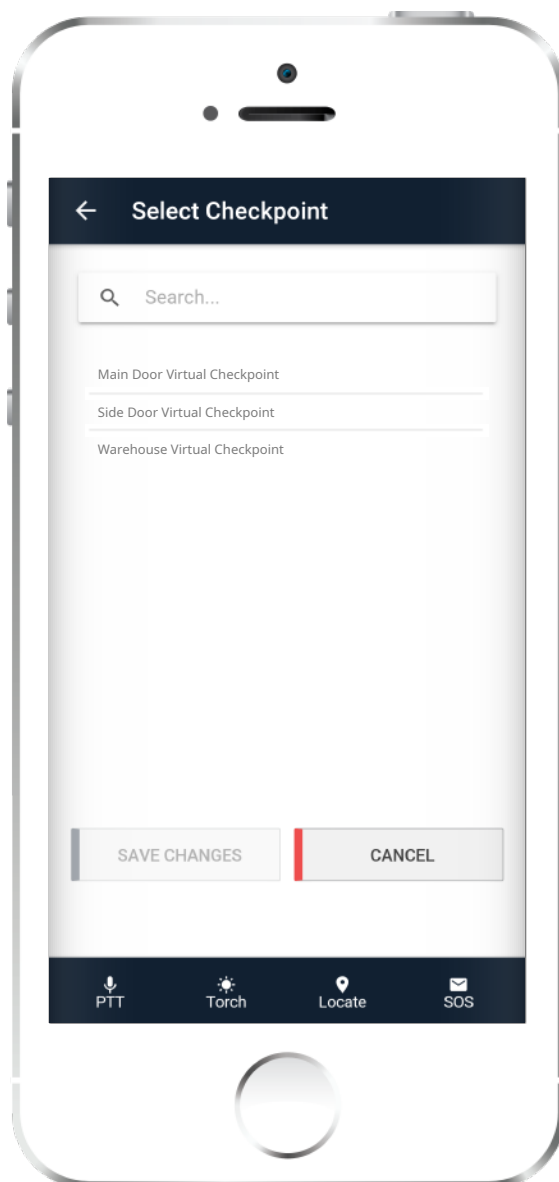 Select Checkpoint
Search...
Main Door Virtual Checkpoint
Side Door Virtual Checkpoint
Warehouse Virtual Checkpoint
SAVE CHANGES CANCEL
PTT Torch Locate SOS